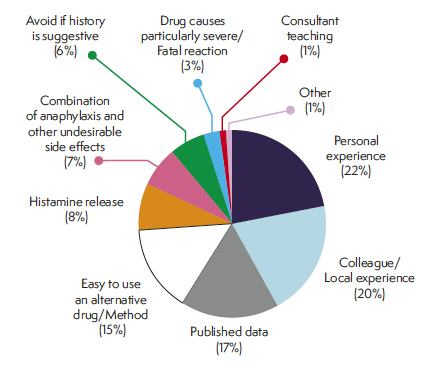 Avoid if history
is suggestive
(6%)
Drug causes
particularly severe/
Fatal reaction
(3%)
Consultant
teaching
(1%)
Other
(1%)
Combination
of anaphylaxis and
other undesirable
side effects
(7%)
Personal
experience
(22%)
Histamine release
(8%)
Colleague/
Local experience
(20%)
Easy to use
an alternative
drug/Method
(15%)
Published data
(17%)